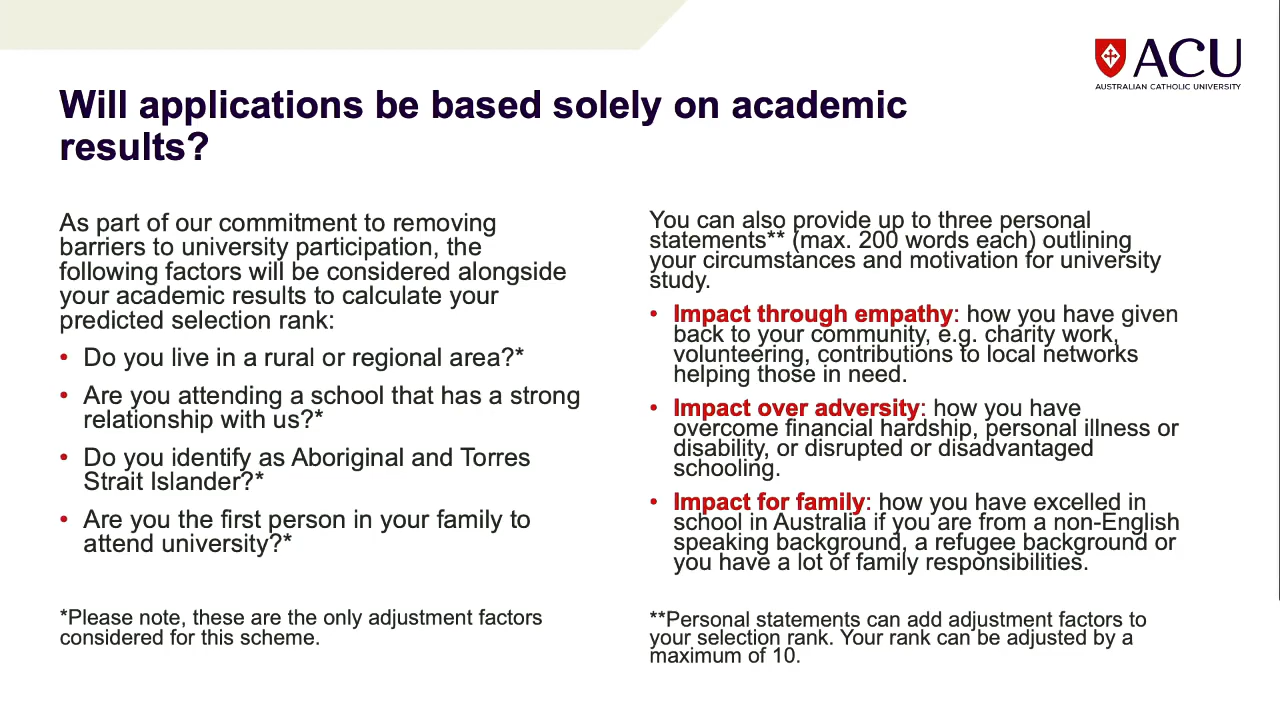 ACU
AUSTRALIAN CATHOLIC UNIVERSITY
Will applications be based solely on academic
results?
As part of our commitment to removing
barriers to university participation, the
following factors will be considered alongside
your academic results to calculate your
predicted selection rank:
• Do you live in a rural or regional area?*
• Are you attending a school that has a strong
relationship with us?*
• Do you identify as Aboriginal and Torres
Strait Islander?*
• Are you the first person in your family to
attend university?*
*Please note, these are the only adjustment factors
considered for this scheme.
You can also provide up to three personal
statements** (max. 200 words each) outlining
your circumstances and motivation for university
study.
• Impact through empathy: how you have given
back to your community, e.g. charity work,
volunteering, contributions to local networks
helping those in need.
• Impact over adversity: how you have
overcome financial hardship, personal illness or
disability, or disrupted or disadvantaged
schooling.
• Impact for family: how you have excelled in
school in Australia if you are from a non-English
speaking background, a refugee background or
you have a lot of family responsibilities.
**Personal statements can add adjustment factors to
your selection rank. Your rank can be adjusted by a
maximum of 10.